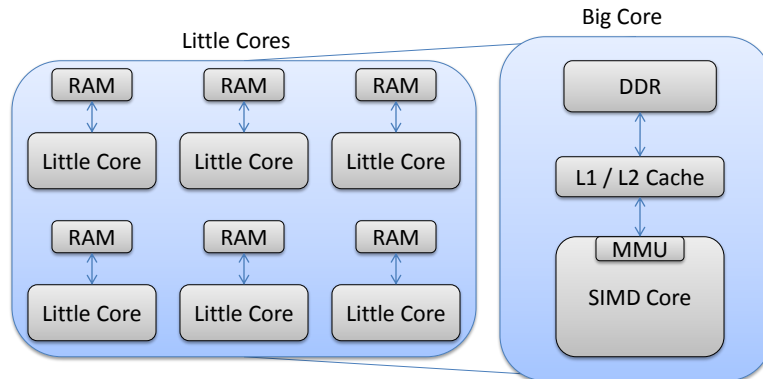 Little Cores
RAM RAM RAM
Little Core Little Core Little Core
RAM RAM RAM
Little Core Little Core Little Core
Big Core
DDR
L1 / L2 Cache
MMU
SIMD Core